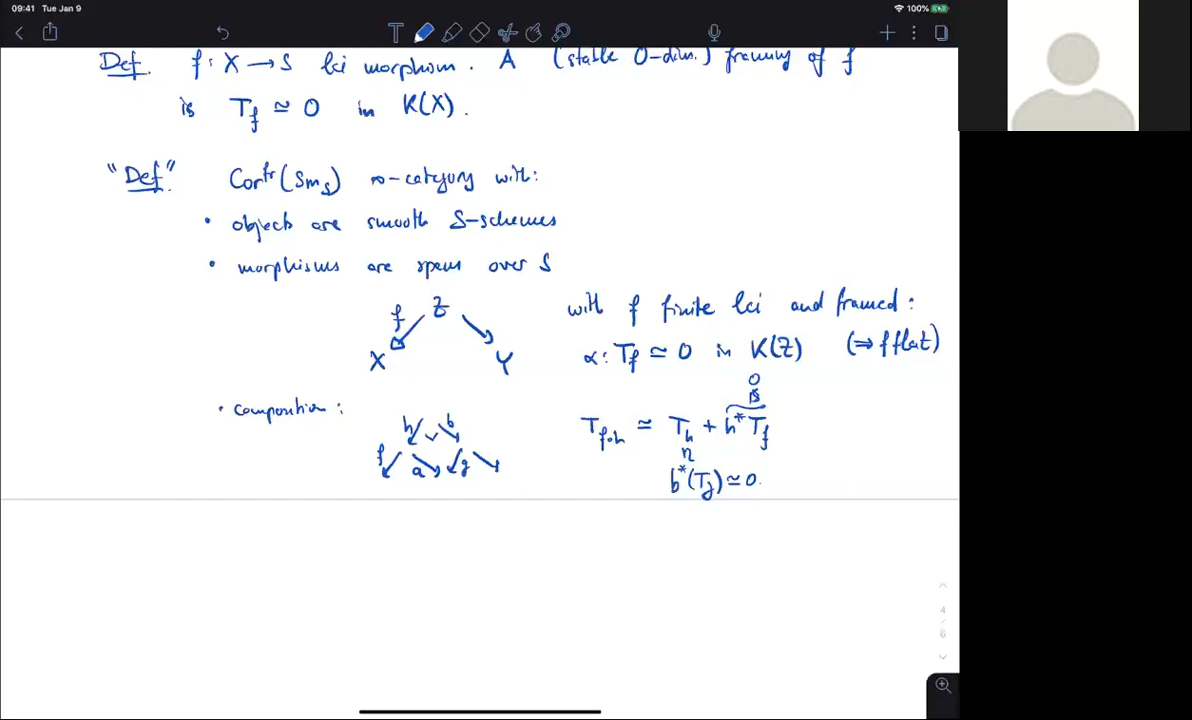 09:41 Tue Jan 9
100%
Def. f: X → S lci morphism. A (stable 0-dim.) framing of f
is T_f ≃ 0 in K(X).
"Def" Corr^fr(Sm_S) ∞-category with:
• objects are smooth S-schemes
• morphisms are spans over S
f Z
X Y
with f finite lci and framed:
α: T_f ≃ 0 in K(Z) (⇒ f flat)
• composition:
h b
f a g
0
T_{f∘h} ≃ T_h + h^* T_f
b^*(T_g) ≃ 0.
4
6